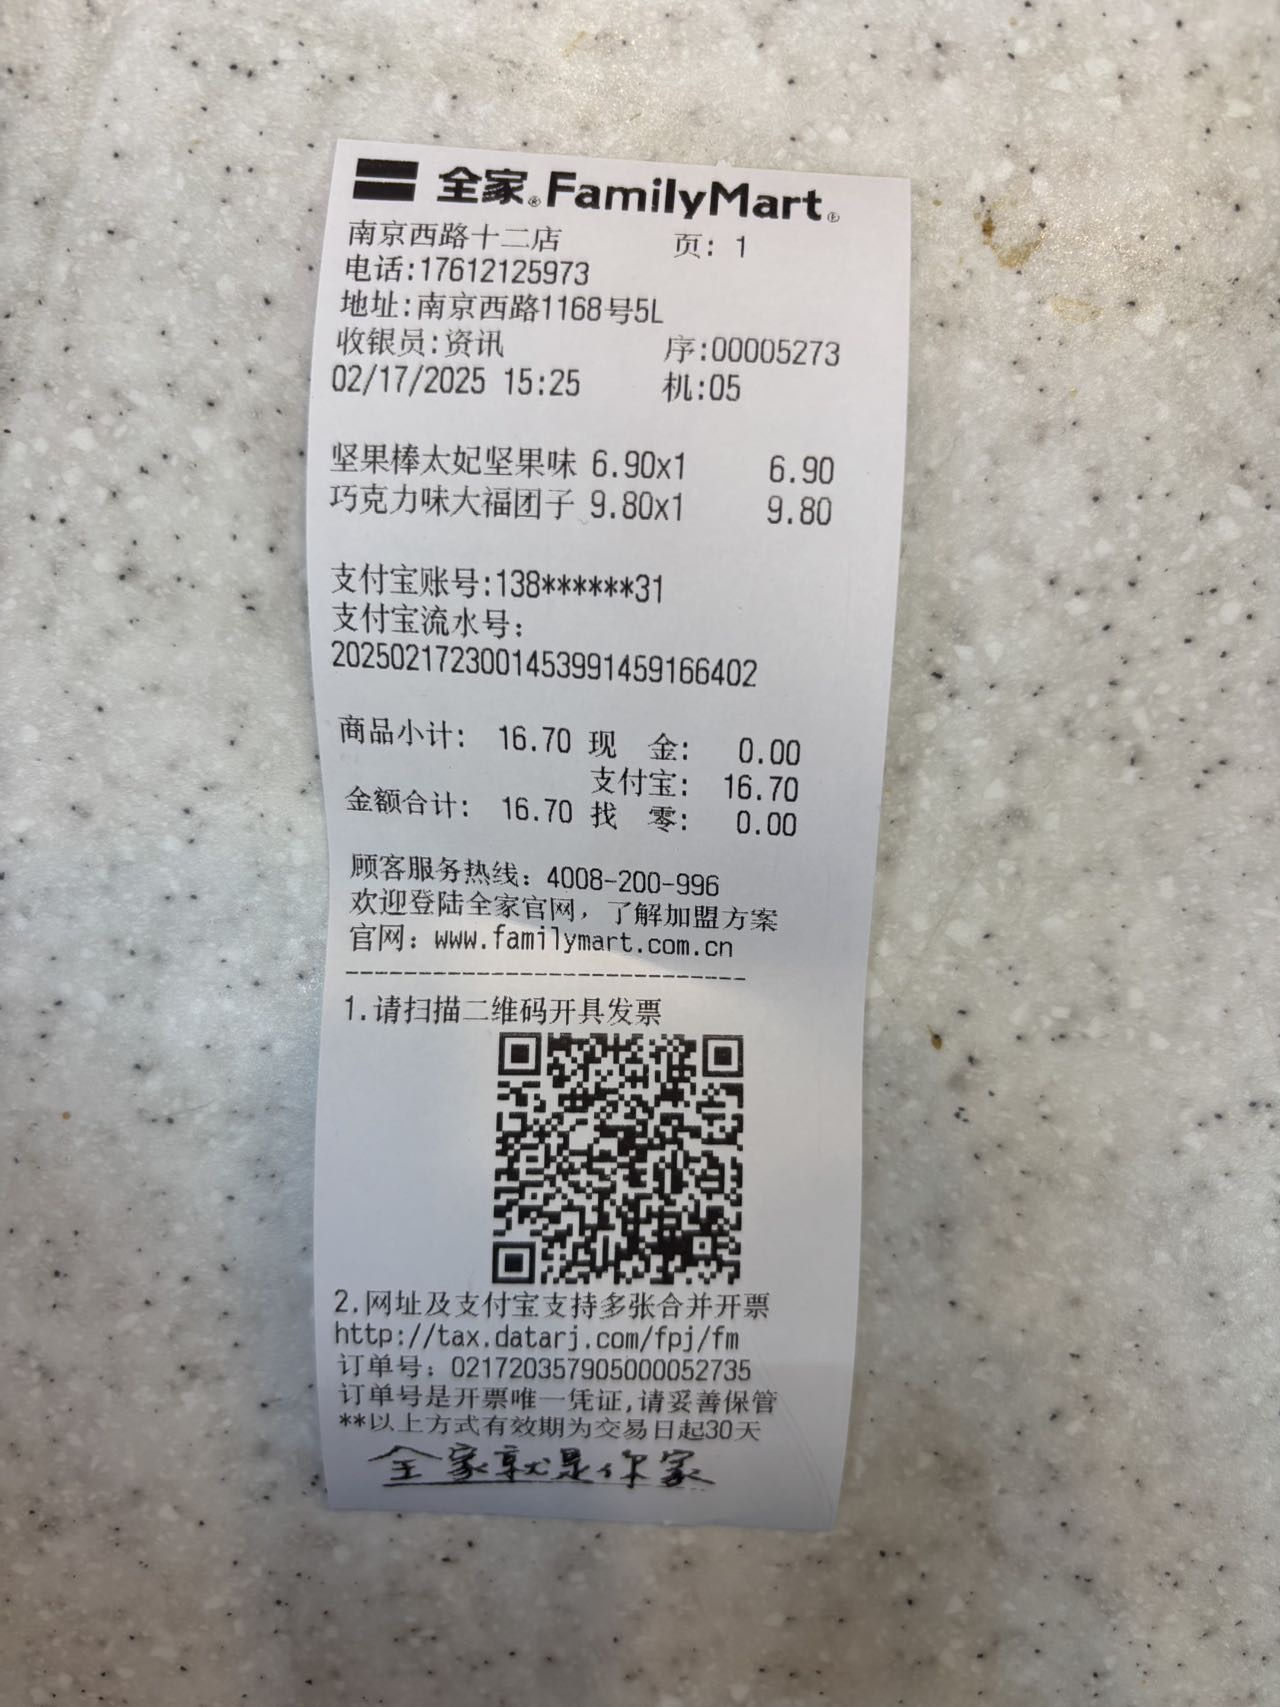 全家®FamilyMart®
南京西路十二店 页: 1
电话:17612125973
地址:南京西路1168号5L
收银员:资讯 序:00005273
02/17/2025 15:25 机:05
坚果棒太妃坚果味 6.90x1 6.90
巧克力味大福团子 9.80x1 9.80
支付宝账号:138******31
支付宝流水号:
2025021723001453991459166402
商品小计: 16.70 现 金: 0.00
支付宝: 16.70
金额合计: 16.70 找 零: 0.00
顾客服务热线: 4008-200-996
欢迎登陆全家官网, 了解加盟方案
官网: www.familymart.com.cn
----------------------------
1.请扫描二维码开具发票
2.网址及支付宝支持多张合并开票
http://tax.datarj.com/fpj/fm
订单号: 0217203579050000052735
订单号是开票唯一凭证,请妥善保管
**以上方式有效期为交易日起30天
全家就是你家